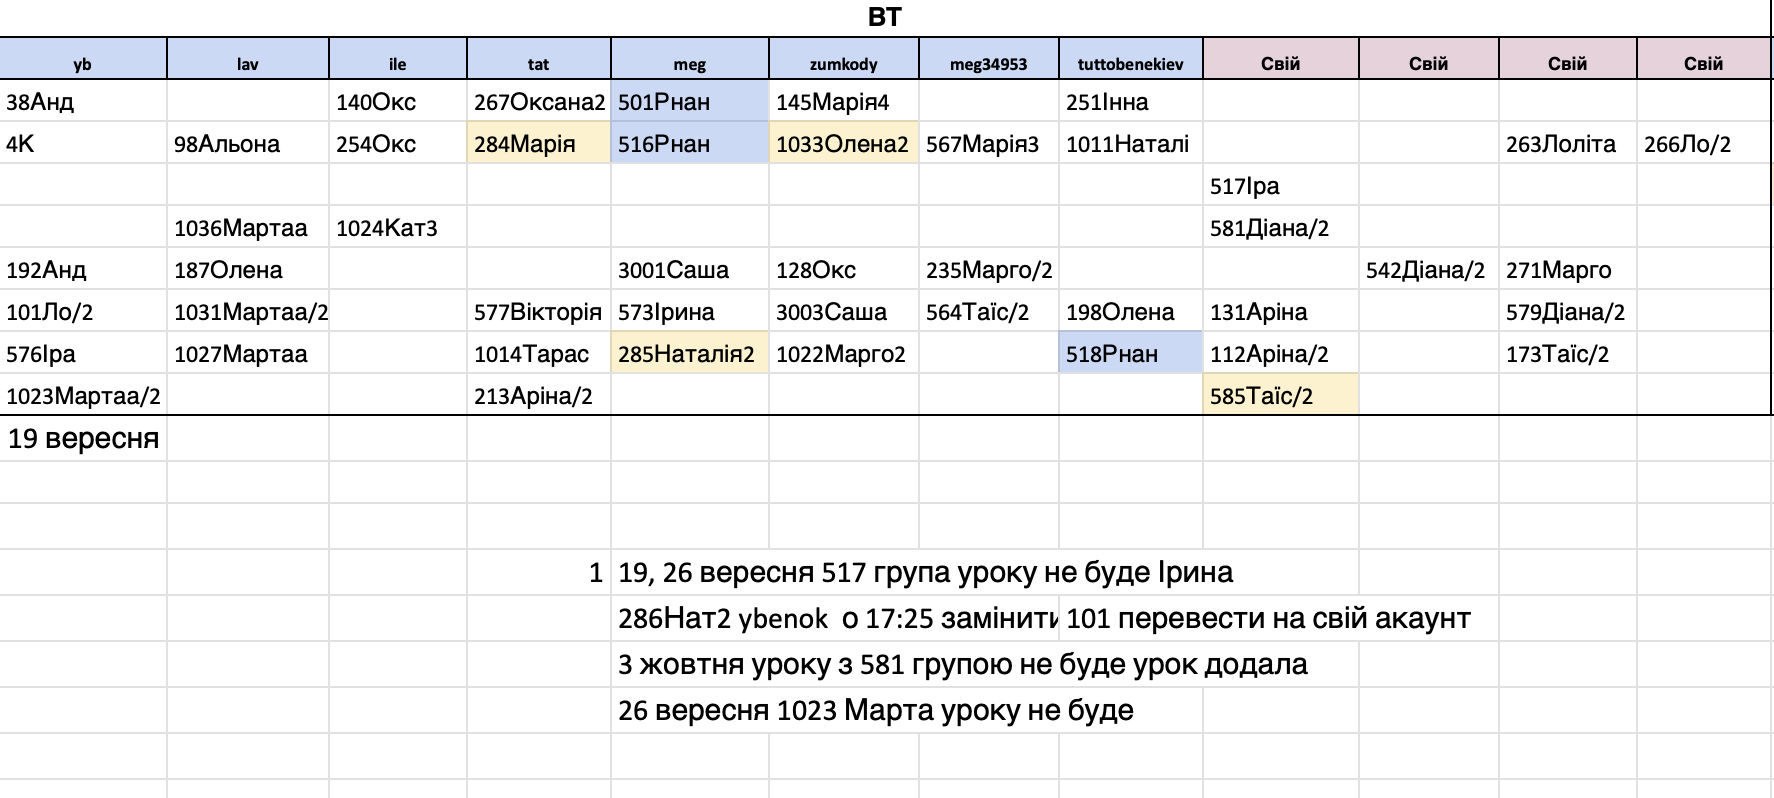 ВТ
yb lav ile tat meg zumkody meg34953 tuttobenekiev Свій Свій Свій Свій
38Анд 140Окс 267Оксана2 501Рнан 145Марія4 251Інна
4К 98Альона 254Окс 284Марія 516Рнан 1033Олена2 567Марія3 1011Наталі 263Лоліта 266Ло/2
517Іра
1036Мартаа 1024Кат3 581Діана/2
192Анд 187Олена 3001Саша 128Окс 235Марго/2 542Діана/2 271Марго
101Ло/2 1031Мартаа/2 577Вікторія 573Ірина 3003Саша 564Таїс/2 198Олена 131Аріна 579Діана/2
576Іра 1027Мартаа 1014Тарас 285Наталія2 1022Марго2 518Рнан 112Аріна/2 173Таїс/2
1023Мартаа/2 213Аріна/2 585Таїс/2
19 вересня
1 19, 26 вересня 517 група уроку не буде Ірина
286Нат2 ybenok о 17:25 замінити 101 перевести на свій акаунт
3 жовтня уроку з 581 групою не буде урок додала
26 вересня 1023 Марта уроку не буде